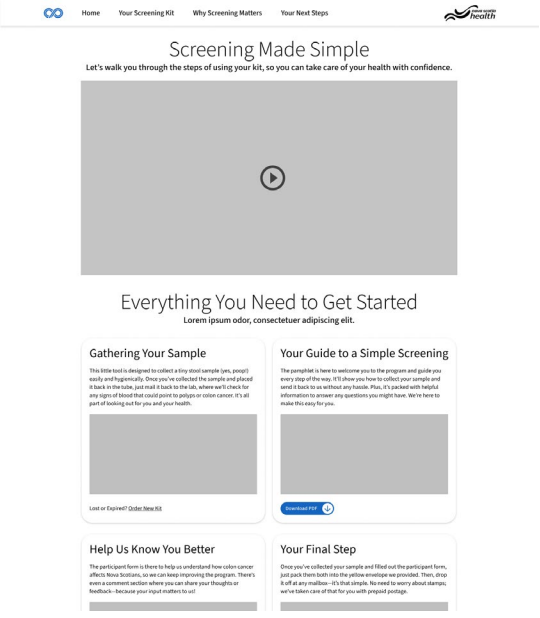 Home Your Screening Kit Why Screening Matters Your Next Steps
nova scotia
health
Screening Made Simple
Let's walk you through the steps of using your kit, so you can take care of your health with confidence.
Everything You Need to Get Started
Lorem ipsum odor, consectetuer adipiscing elit.
Gathering Your Sample
This little tool is designed to collect a tiny stool sample (yes, poop!)
easily and hygienically. Once you've collected the sample and placed
it back in the tube, just mail it back to the lab, where we'll check for
any signs of blood that could point to polyps or colon cancer. it's all
part of looking out for you and your health.
Lost or Expired? Order New Kit
Your Guide to a Simple Screening
The pamphlet is here to welcome you to the program and guide you
every step of the way. It'll show you how to collect your sample and
send it back to us without any hassle. Plus, it's packed with helpful
information to answer any questions you might have. We're here to
make this easy for you.
Download PDF
Help Us Know You Better
The participant form is there to help us understand how colon cancer
affects Nova Scotians, so we can keep improving the program. There's
even a comment section where you can share your thoughts or
feedback—because your input matters to us!
Your Final Step
Once you've collected your sample and filled out the participant form,
just pack them both into the yellow envelope we provided. Then, drop
it off at any mailbox—it's that simple. No need to worry about stamps;
we've taken care of that for you with prepaid postage.